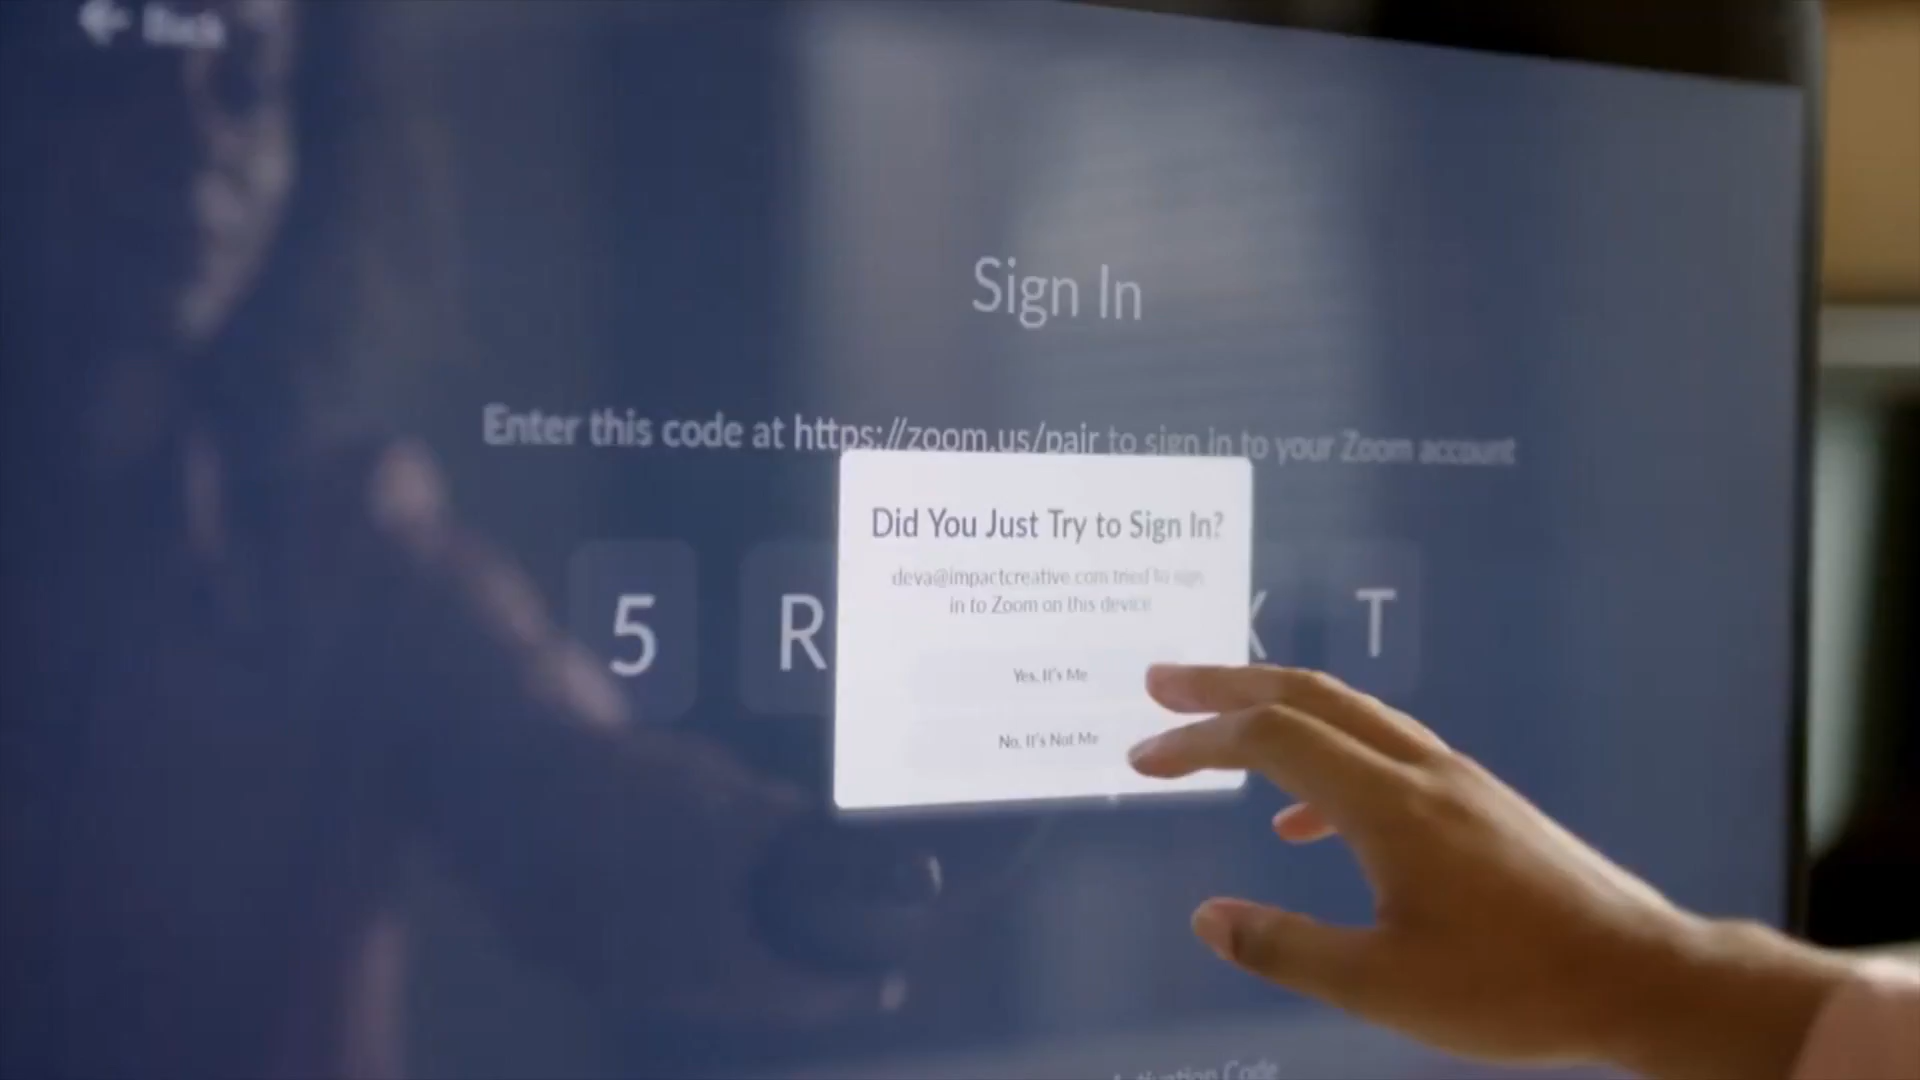 Back
Sign In
Enter this code at https://zoom.us/pair to sign in to your Zoom account
5 R X T
Did You Just Try to Sign In?
deva@impactcreative.com tried to sign
in to Zoom on this device
Yes, It's Me
No, It's Not Me
Activation Code